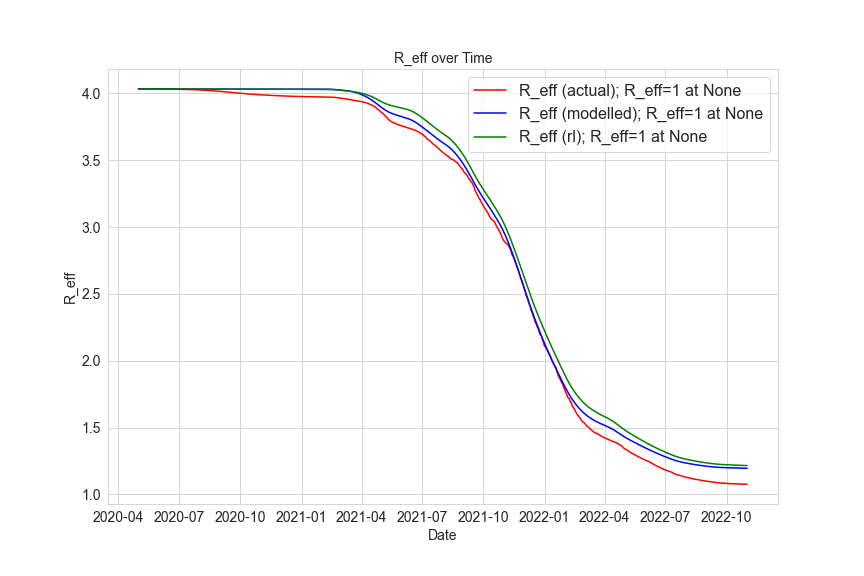 R_eff over Time
R_eff (actual); R_eff=1 at None
R_eff (modelled); R_eff=1 at None
R_eff (rl); R_eff=1 at None
R_eff
4.0
3.5
3.0
2.5
2.0
1.5
1.0
2020-04 2020-07 2020-10 2021-01 2021-04 2021-07 2021-10 2022-01 2022-04 2022-07 2022-10
Date